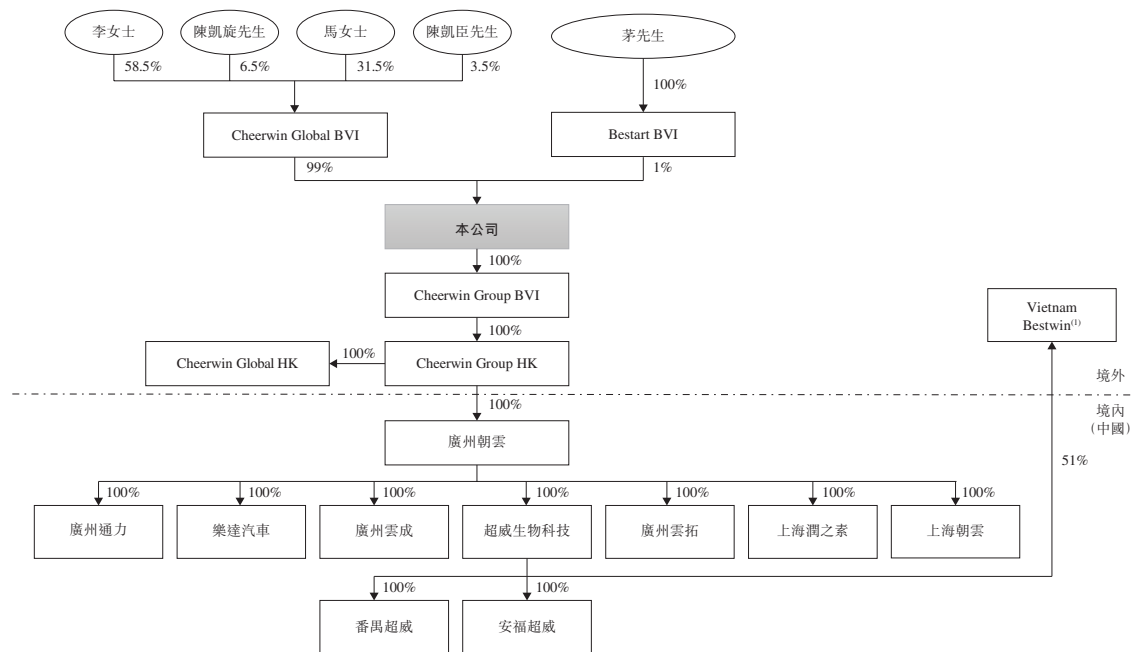 李女士
陳凱旋先生
馬女士
陳凱臣先生
茅先生
58.5%
6.5%
31.5%
3.5%
100%
Cheerwin Global BVI
Bestart BVI
99%
1%
本公司
100%
Cheerwin Group BVI
Vietnam
Bestwin(1)
100%
Cheerwin Global HK
100%
Cheerwin Group HK
境外
100%
境內
(中國)
廣州朝雲
51%
100%
100%
100%
100%
100%
100%
100%
廣州通力
樂達汽車
廣州雲成
超威生物科技
廣州雲拓
上海潤之素
上海朝雲
100%
100%
番禺超威
安福超威